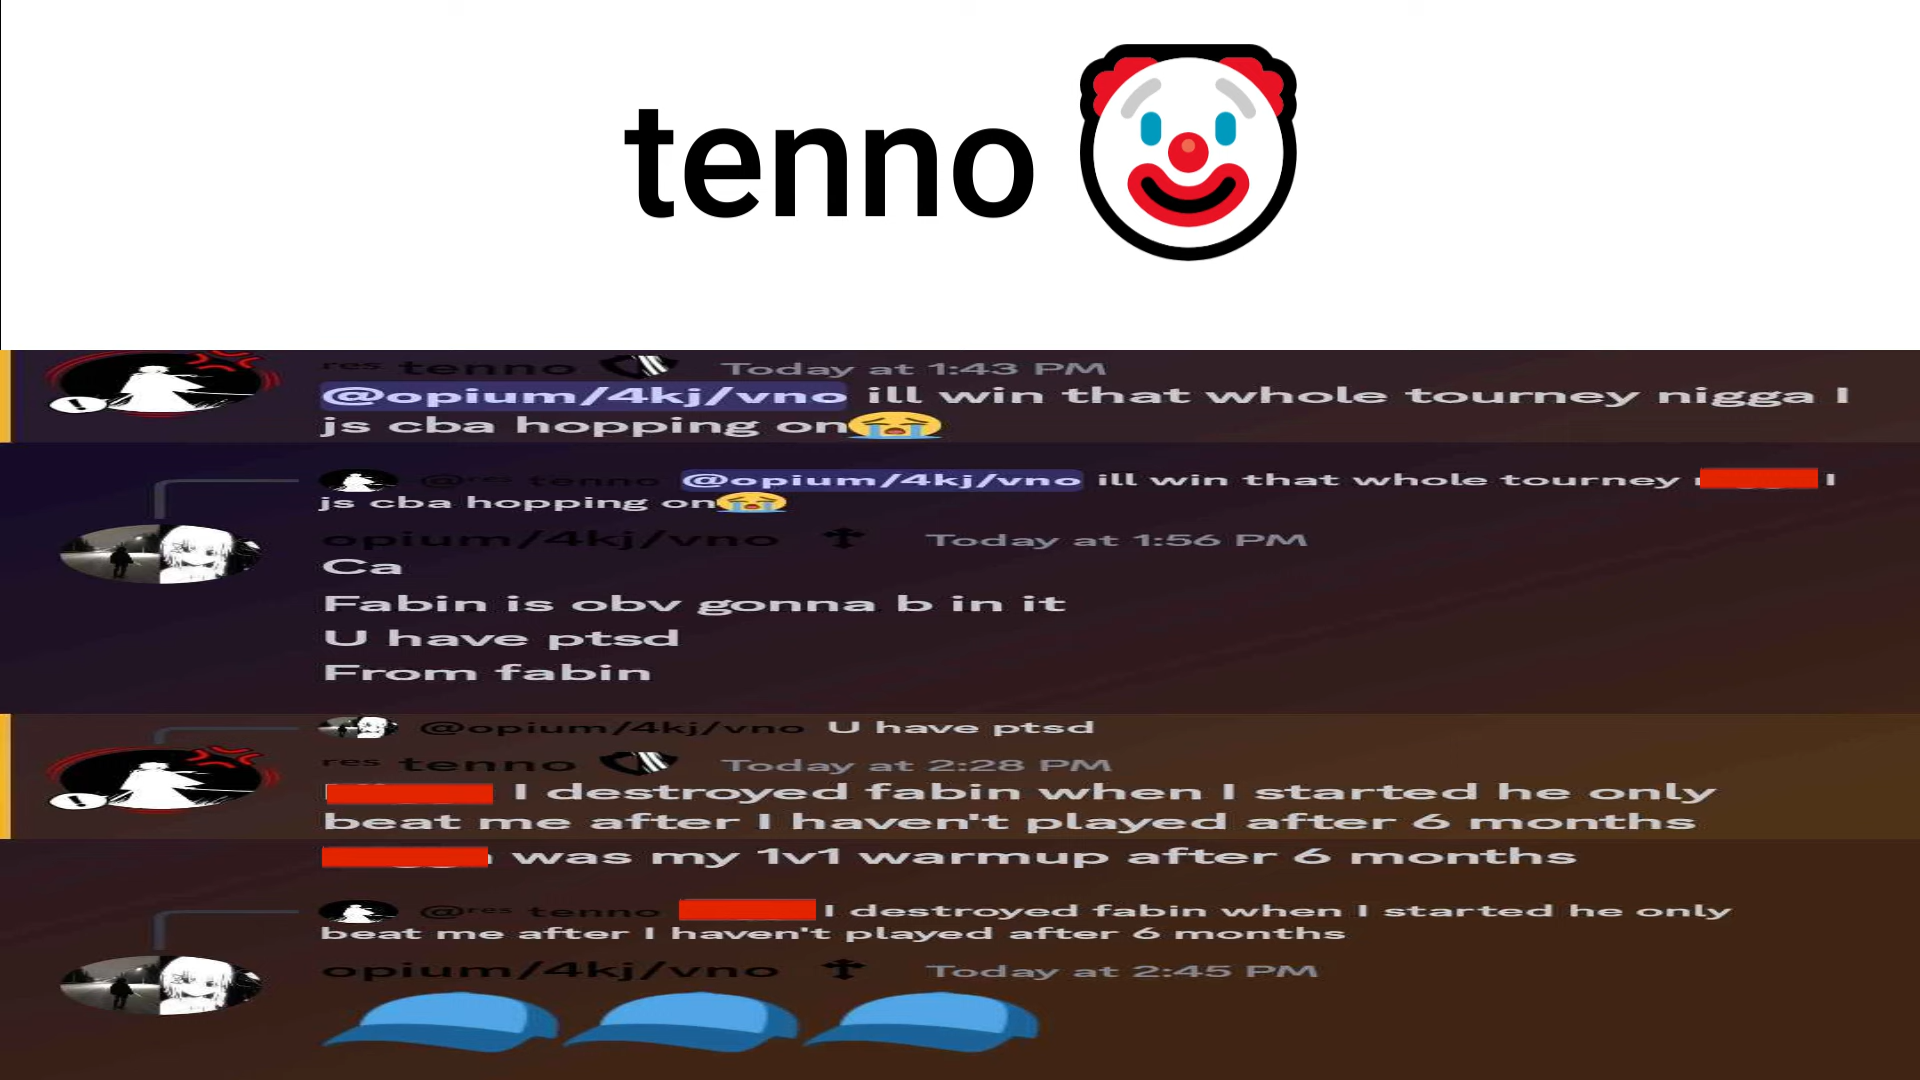 tenno
res tenno Today at 1:43 PM
@opium/4kj/vno ill win that whole tourney nigga I
js cba hopping on😭
@res tenno @opium/4kj/vno ill win that whole tourney I
js cba hopping on😭
opium/4kj/vno Today at 1:56 PM
Ca
Fabin is obv gonna b in it
U have ptsd
From fabin
@opium/4kj/vno U have ptsd
res tenno Today at 2:28 PM
I destroyed fabin when I started he only
beat me after I haven't played after 6 months
was my 1v1 warmup after 6 months
@res tenno I destroyed fabin when I started he only
beat me after I haven't played after 6 months
opium/4kj/vno Today at 2:45 PM